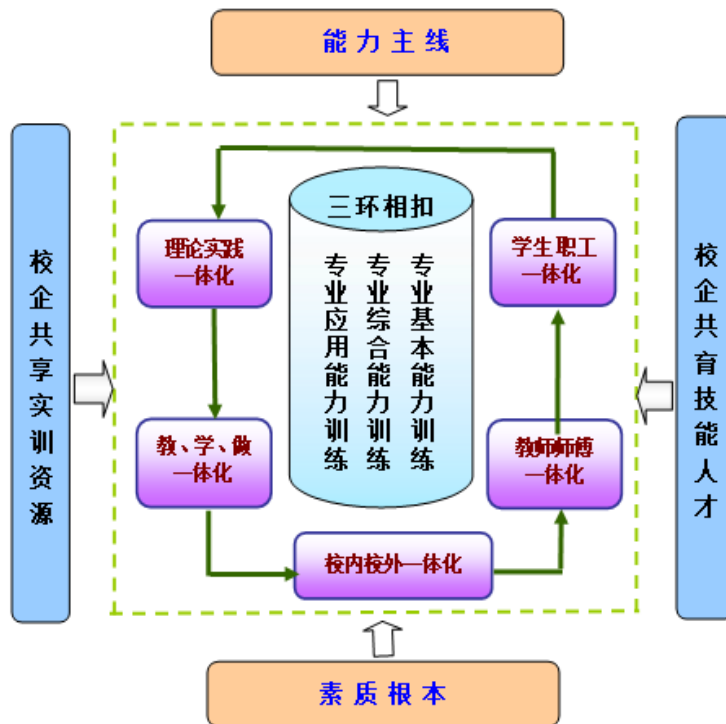 能力主线
校企共享实训资源
三环相扣
专业应用能力训练
专业综合能力训练
专业基本能力训练
理论实践
一体化
教、学、做
一体化
校内校外一体化
教师师傅
一体化
学生职工
一体化
校企共育技能人才
素质根本